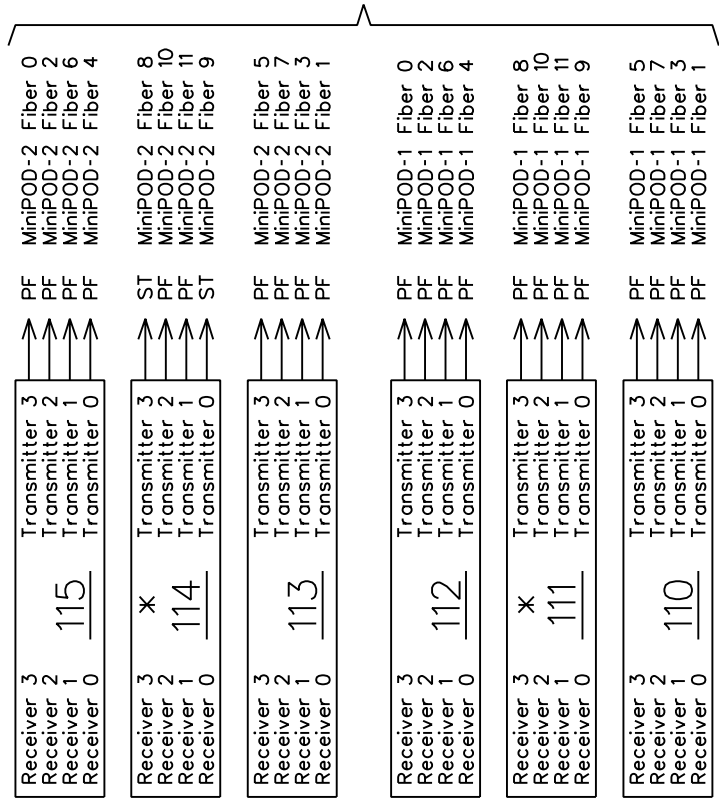 Receiver 3 Transmitter 3 PF MiniPOD-2 Fiber 0
Receiver 2 Transmitter 2 PF MiniPOD-2 Fiber 2
Receiver 1 Transmitter 1 PF MiniPOD-2 Fiber 6
Receiver 0 Transmitter 0 PF MiniPOD-2 Fiber 4
115
Receiver 3 Transmitter 3 ST MiniPOD-2 Fiber 8
Receiver 2 Transmitter 2 PF MiniPOD-2 Fiber 10
Receiver 1 Transmitter 1 PF MiniPOD-2 Fiber 11
Receiver 0 Transmitter 0 ST MiniPOD-2 Fiber 9
* 114
Receiver 3 Transmitter 3 PF MiniPOD-2 Fiber 5
Receiver 2 Transmitter 2 PF MiniPOD-2 Fiber 7
Receiver 1 Transmitter 1 PF MiniPOD-2 Fiber 3
Receiver 0 Transmitter 0 PF MiniPOD-2 Fiber 1
113
Receiver 3 Transmitter 3 PF MiniPOD-1 Fiber 0
Receiver 2 Transmitter 2 PF MiniPOD-1 Fiber 2
Receiver 1 Transmitter 1 PF MiniPOD-1 Fiber 6
Receiver 0 Transmitter 0 PF MiniPOD-1 Fiber 4
112
Receiver 3 Transmitter 3 PF MiniPOD-1 Fiber 8
Receiver 2 Transmitter 2 PF MiniPOD-1 Fiber 10
Receiver 1 Transmitter 1 PF MiniPOD-1 Fiber 11
Receiver 0 Transmitter 0 PF MiniPOD-1 Fiber 9
* 111
Receiver 3 Transmitter 3 PF MiniPOD-1 Fiber 5
Receiver 2 Transmitter 2 PF MiniPOD-1 Fiber 7
Receiver 1 Transmitter 1 PF MiniPOD-1 Fiber 3
Receiver 0 Transmitter 0 PF MiniPOD-1 Fiber 1
110